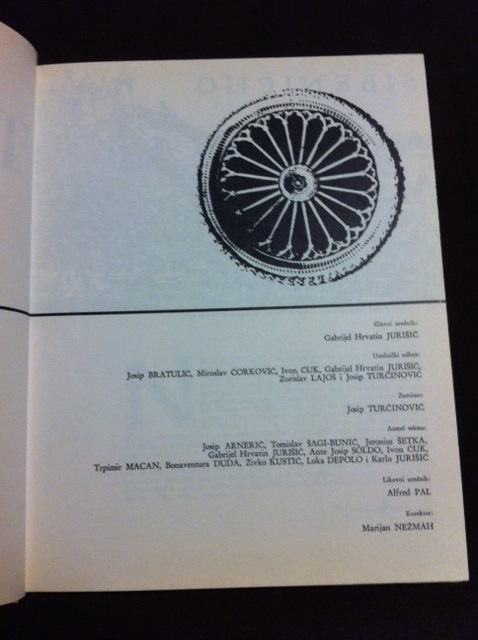 Glavni urednik:
Gabrijel Hrvatin JURIŠIĆ
Urednički odbor:
Josip BRATULIĆ, Miroslav ĆORKOVIĆ, Ivon ĆUK, Gabrijel Hrvatin JURIŠIĆ,
Zorislav LAJOŠ i Josip TURČINOVIĆ
Zamisao:
Josip TURČINOVIĆ
Autori teksta:
Josip ARNERIĆ, Tomislav ŠAGI-BUNIĆ, Jeronim ŠETKA,
Gabrijel Hrvatin JURIŠIĆ, Ante Josip SOLDO, Ivon ĆUK,
Trpimir MACAN, Bonaventura DUDA, Živko KUSTIĆ, Luka DEPOLO i Karlo JURIŠIĆ
Likovni urednik:
Alfred PAL
Korektor:
Marijan NEŽMAH